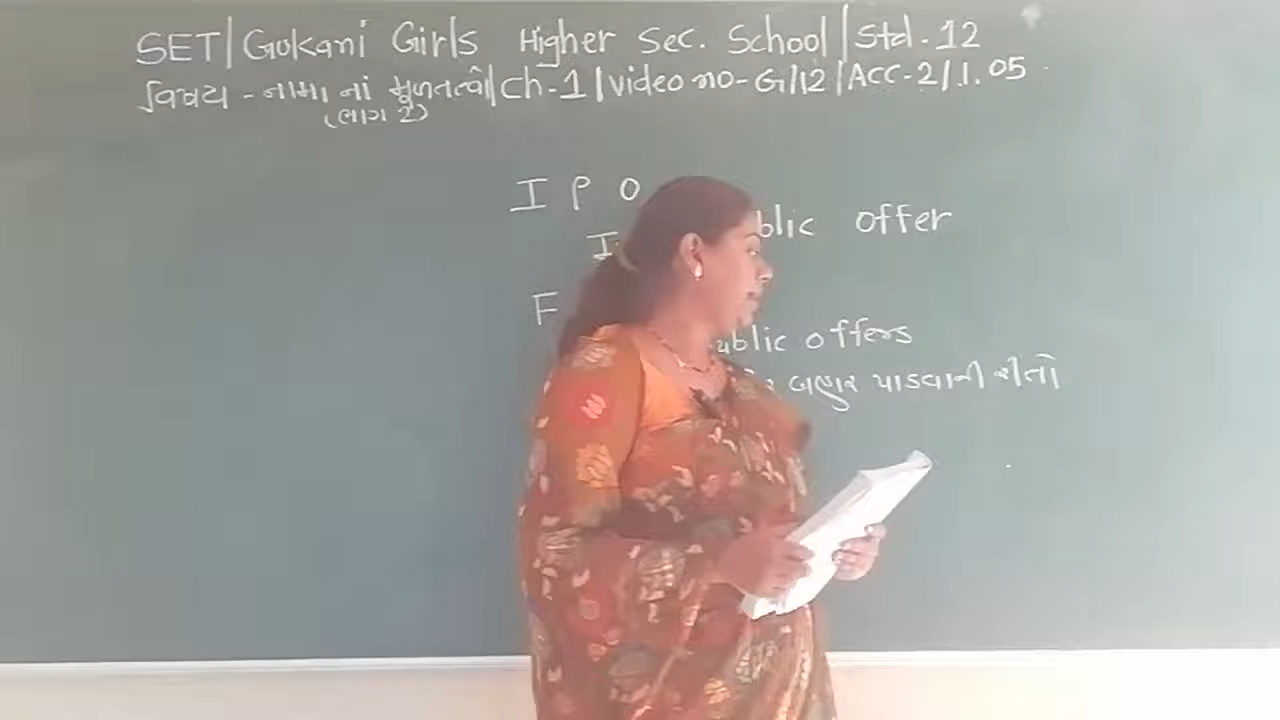 SET/Gokani Girls Higher Sec. School/Std-12
વિષય - નામા નાં મૂળતત્વો/Ch-1/video no-G/12/Acc-2/1.05
(ભાગ 2)
I P O
I blic offer
F
ublic offers
બહાર પાડવાની રીતો